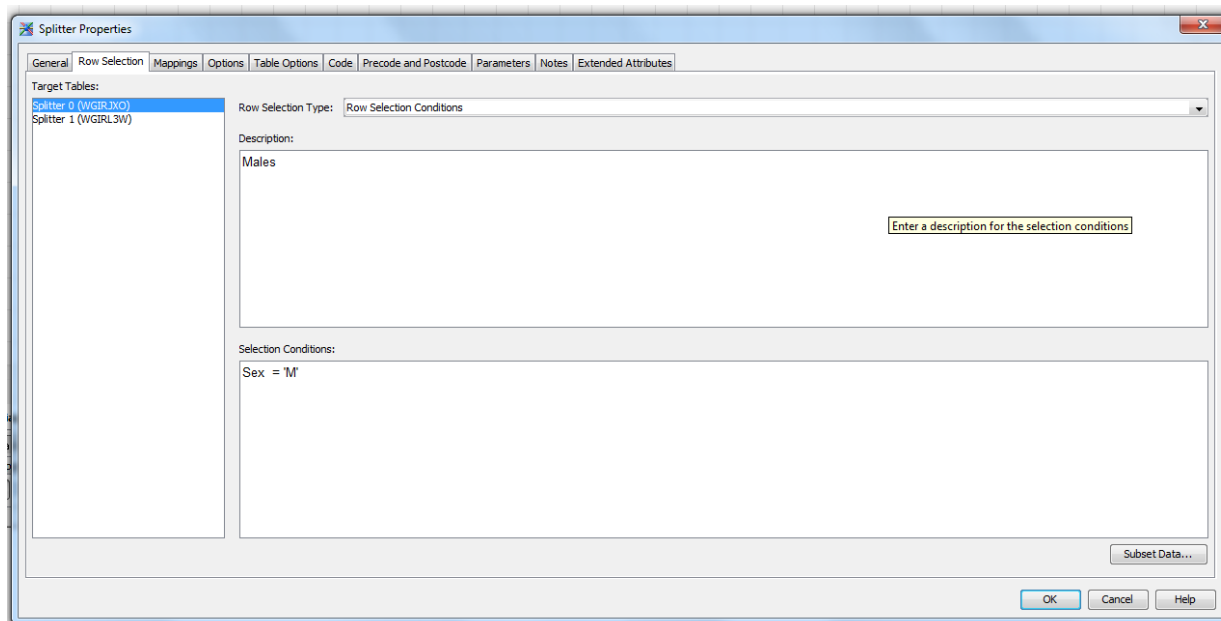 Splitter Properties
General Row Selection Mappings Options Table Options Code Precode and Postcode Parameters Notes Extended Attributes
Target Tables:
Splitter 0 (WGIRJXO)
Splitter 1 (WGIRL3W)
Row Selection Type: Row Selection Conditions
Description:
Males
Enter a description for the selection conditions
Selection Conditions:
Sex = 'M'
Subset Data...
OK Cancel Help